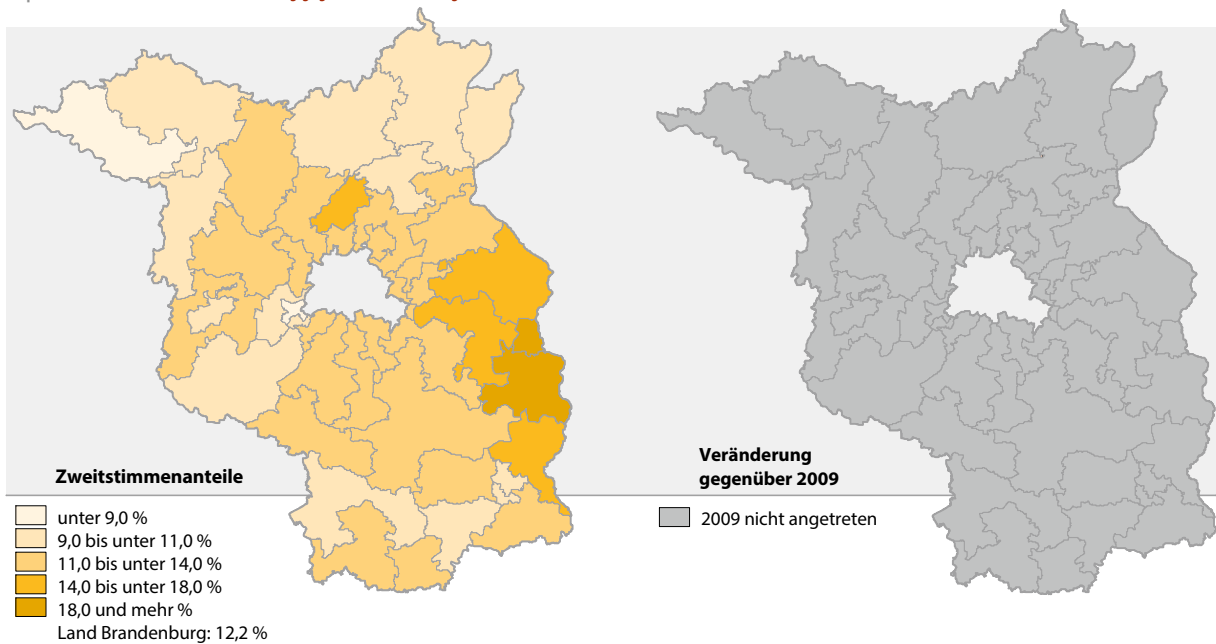 Zweitstimmenanteile
unter 9,0 %
9,0 bis unter 11,0 %
11,0 bis unter 14,0 %
14,0 bis unter 18,0 %
18,0 und mehr %
Land Brandenburg: 12,2 %
Veränderung
gegenüber 2009
2009 nicht angetreten